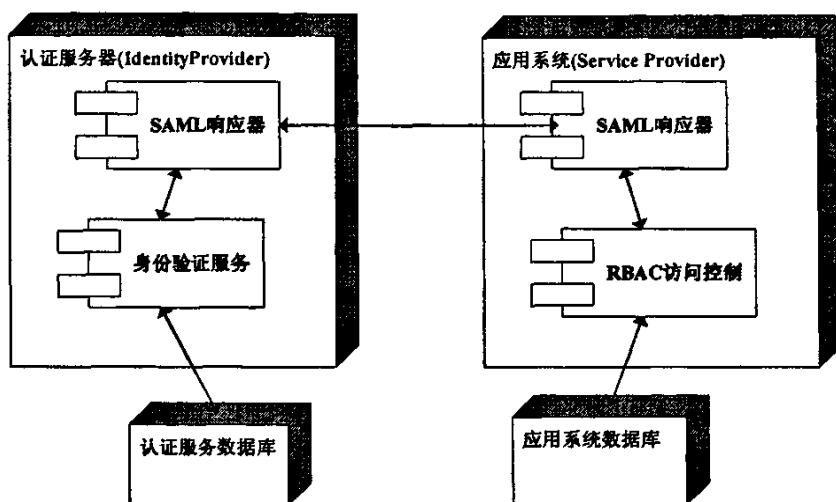 认证服务器(IdentityProvider)
SAML响应器
身份验证服务
认证服务数据库
应用系统(Service Provider)
SAML响应器
RBAC访问控制
应用系统数据库